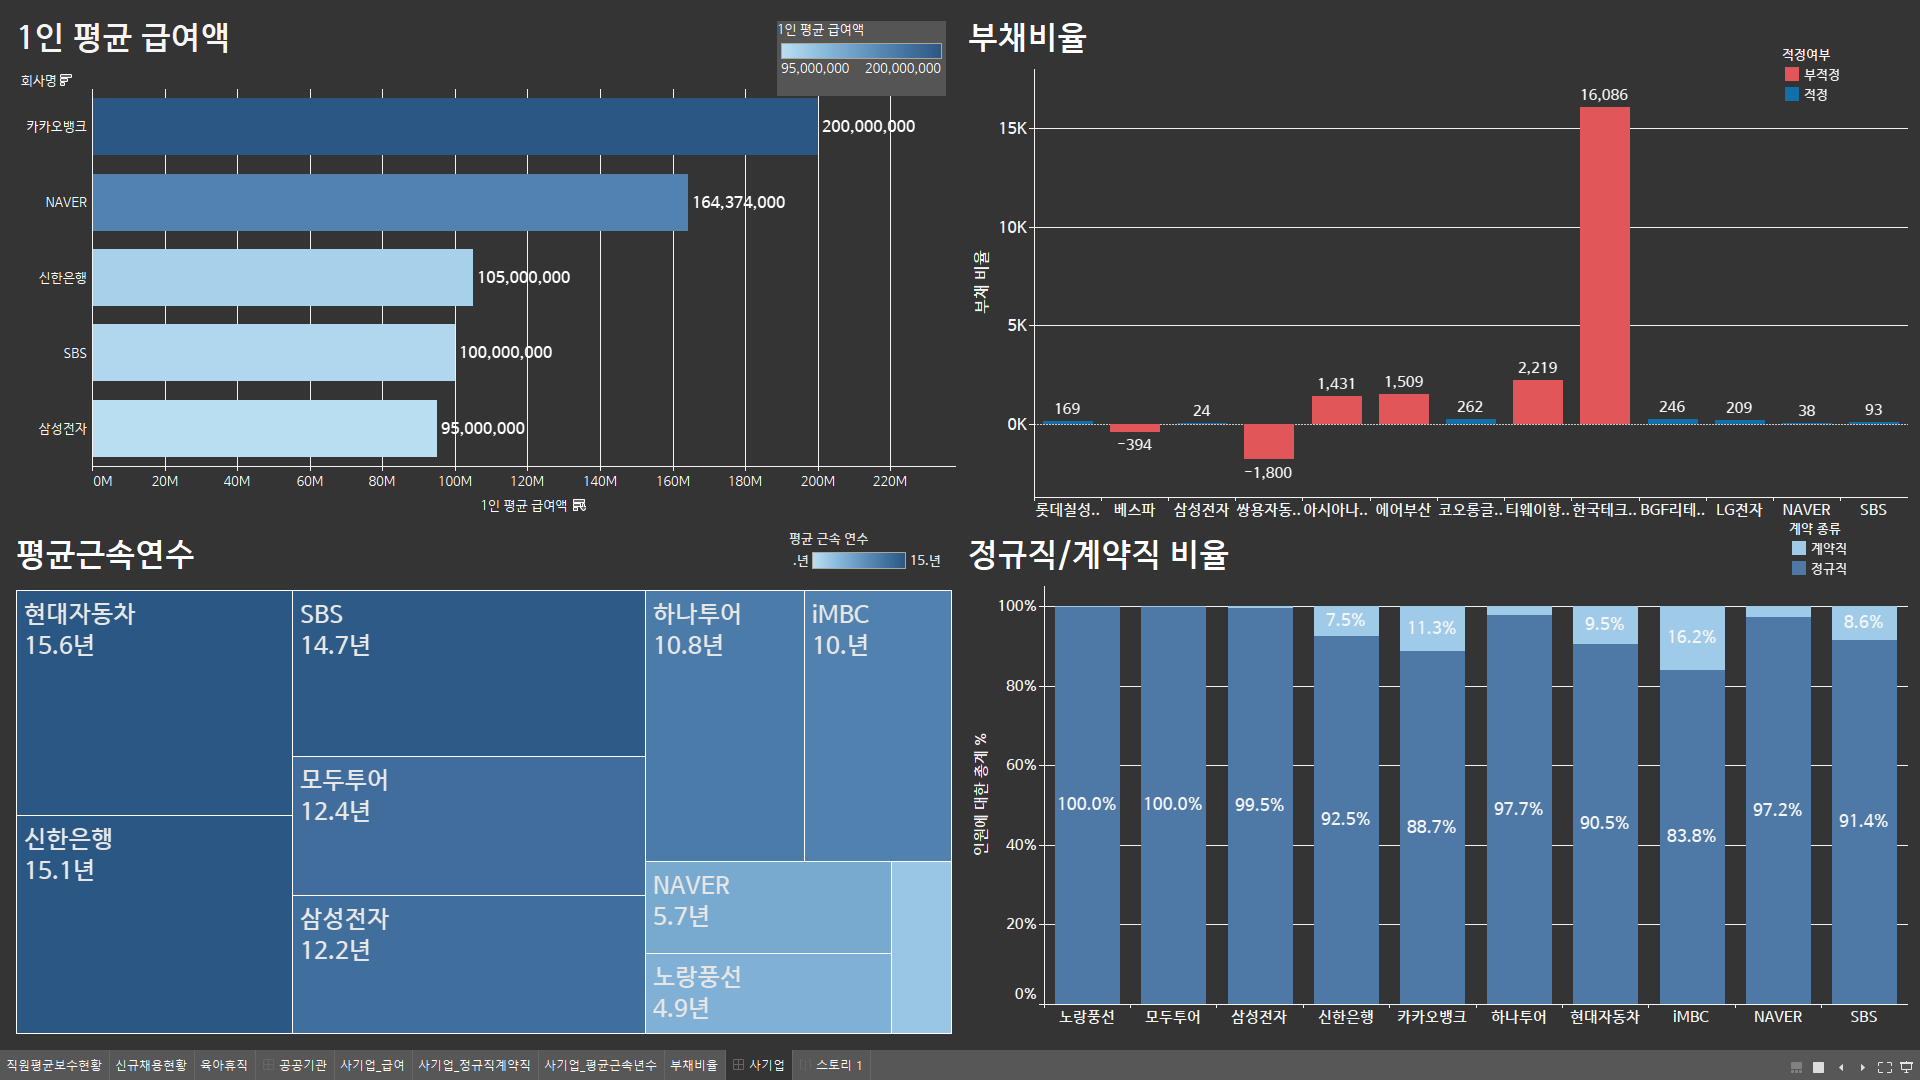 1인 평균 급여액
1인 평균 급여액
95,000,000 200,000,000
회사명
카카오뱅크 200,000,000
NAVER 164,374,000
신한은행 105,000,000
SBS 100,000,000
삼성전자 95,000,000
0M 20M 40M 60M 80M 100M 120M 140M 160M 180M 200M 220M
1인 평균 급여액
부채비율
적정여부
부적정
적정
부채 비율
15K
10K
5K
0K
169 -394 24 -1,800 1,431 1,509 262 2,219 16,086 246 209 38 93
롯데칠성.. 베스파 삼성전자 쌍용자동.. 아시아나.. 에어부산 코오롱글.. 티웨이항.. 한국테크.. BGF리테.. LG전자 NAVER SBS
평균근속연수
평균 근속 연수
.년 15.년
현대자동차
15.6년
신한은행
15.1년
SBS
14.7년
모두투어
12.4년
삼성전자
12.2년
하나투어
10.8년
iMBC
10.년
NAVER
5.7년
노랑풍선
4.9년
정규직/계약직 비율
계약 종류
계약직
정규직
인원에 대한 총계 %
100%
80%
60%
40%
20%
0%
7.5% 11.3% 9.5% 16.2% 8.6%
100.0% 100.0% 99.5% 92.5% 88.7% 97.7% 90.5% 83.8% 97.2% 91.4%
노랑풍선 모두투어 삼성전자 신한은행 카카오뱅크 하나투어 현대자동차 iMBC NAVER SBS
직원평균보수현황 신규채용현황 육아휴직 공공기관 사기업_급여 사기업_정규직계약직 사기업_평균근속년수 부채비율 사기업 스토리 1